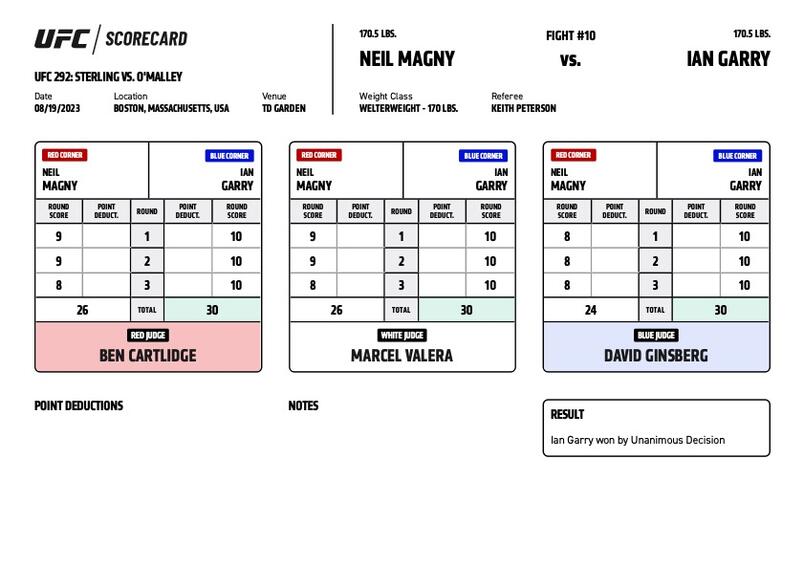 UFC / SCORECARD
UFC 292: STERLING VS. O'MALLEY
Date Location Venue
08/19/2023 BOSTON, MASSACHUSETTS, USA TD GARDEN
170.5 LBS. FIGHT #10 170.5 LBS.
NEIL MAGNY VS. IAN GARRY
Weight Class Referee
WELTERWEIGHT - 170 LBS. KEITH PETERSON
RED CORNER BLUE CORNER
NEIL IAN
MAGNY GARRY
ROUND SCORE POINT DEDUCT. ROUND POINT DEDUCT. ROUND SCORE
9 1 10
9 2 10
8 3 10
26 TOTAL 30
RED JUDGE
BEN CARTLIDGE
RED CORNER BLUE CORNER
NEIL IAN
MAGNY GARRY
ROUND SCORE POINT DEDUCT. ROUND POINT DEDUCT. ROUND SCORE
9 1 10
9 2 10
8 3 10
26 TOTAL 30
WHITE JUDGE
MARCEL VALERA
RED CORNER BLUE CORNER
NEIL IAN
MAGNY GARRY
ROUND SCORE POINT DEDUCT. ROUND POINT DEDUCT. ROUND SCORE
8 1 10
8 2 10
8 3 10
24 TOTAL 30
BLUE JUDGE
DAVID GINSBERG
POINT DEDUCTIONS
NOTES
RESULT
Ian Garry won by Unanimous Decision